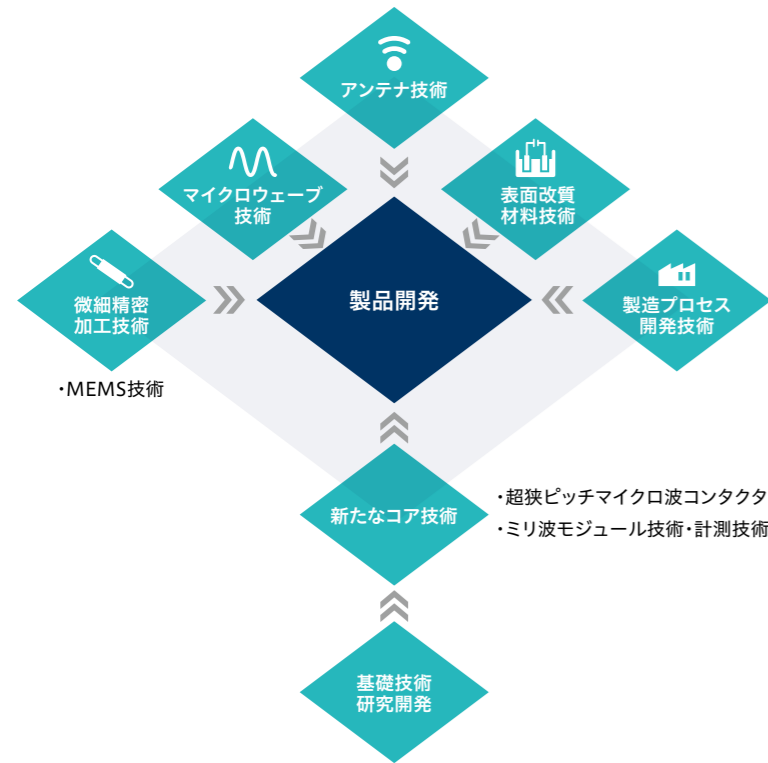 アンテナ技術
マイクロウェーブ
技術
表面改質
材料技術
微細精密
加工技術
製品開発
製造プロセス
開発技術
・MEMS技術
新たなコア技術
・超狭ピッチマイクロ波コンタクタ
・ミリ波モジュール技術・計測技術
基礎技術
研究開発